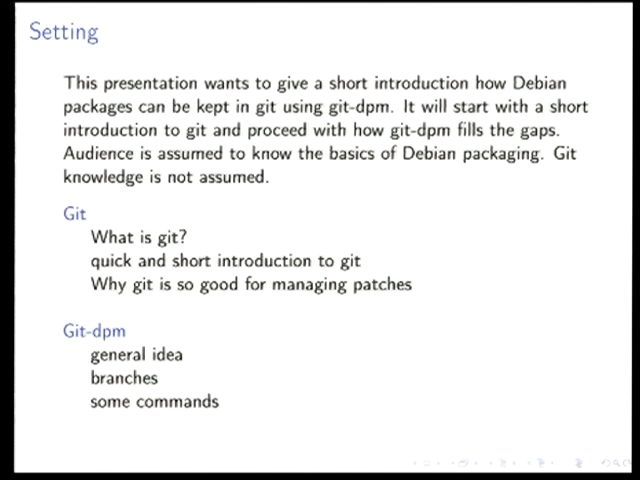 Setting
This presentation wants to give a short introduction how Debian
packages can be kept in git using git-dpm. It will start with a short
introduction to git and proceed with how git-dpm fills the gaps.
Audience is assumed to know the basics of Debian packaging. Git
knowledge is not assumed.
Git
What is git?
quick and short introduction to git
Why git is so good for managing patches
Git-dpm
general idea
branches
some commands